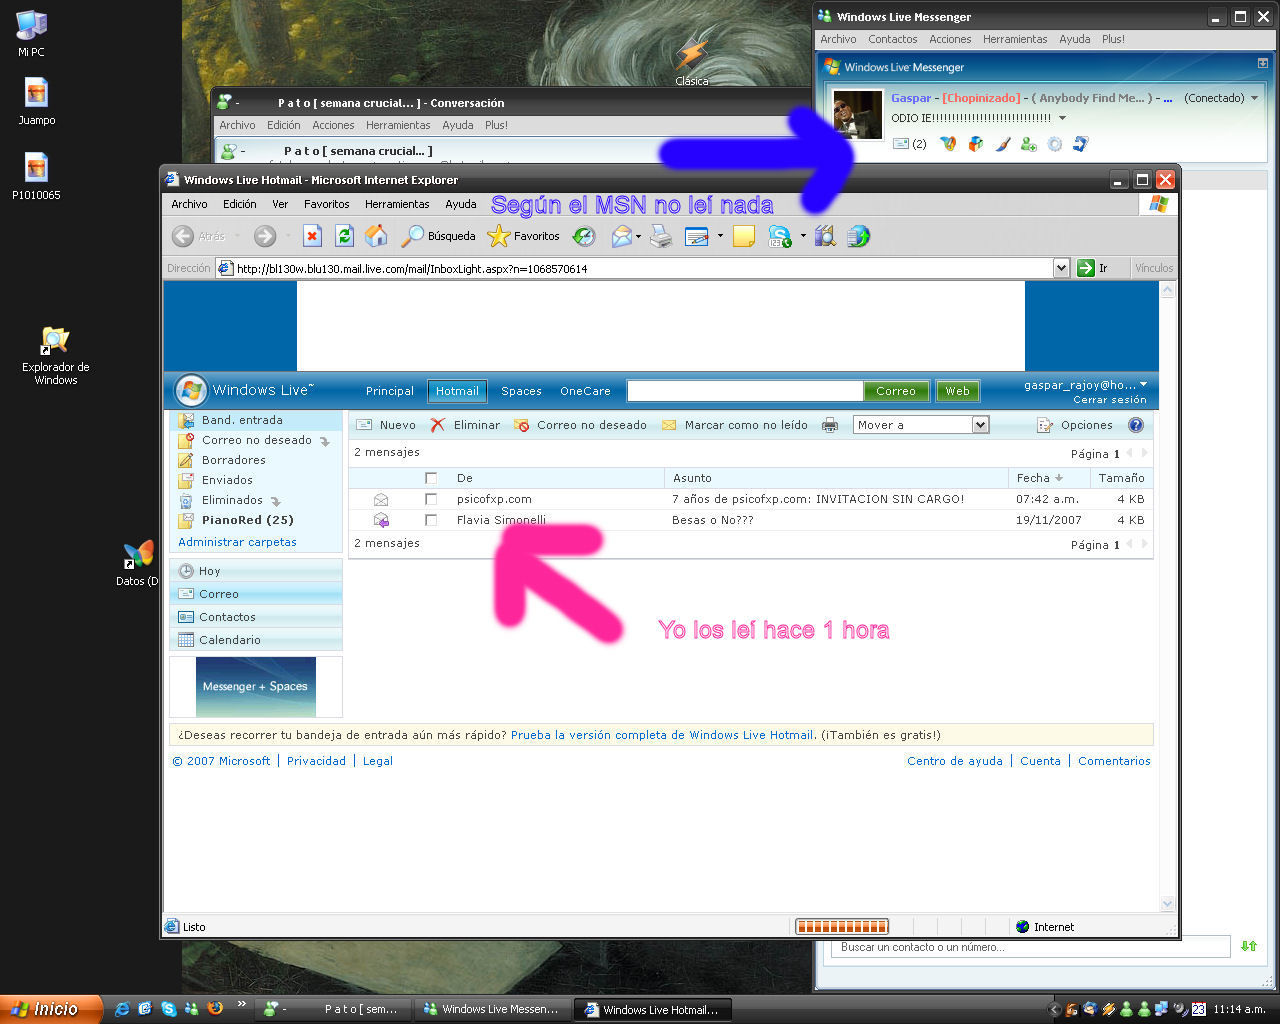 Mi PC
Juampo
P1010065
Explorador de
Windows
Datos (D
Clásica
Windows Live Messenger
Archivo Contactos Acciones Herramientas Ayuda Plus!
Windows Live Messenger
Gaspar - [Chopinizado] - ( Anybody Find Me... ) - ... (Conectado)
ODIO IE!!!!!!!!!!!!!!!!!!!!!!!!!!!!!!
(2)
- P a t o [ semana crucial... ] - Conversación
Archivo Edición Acciones Herramientas Ayuda Plus!
- P a t o [ semana crucial... ]
Windows Live Hotmail - Microsoft Internet Explorer
Archivo Edición Ver Favoritos Herramientas Ayuda
Según el MSN no leí nada
Atrás Búsqueda Favoritos
Dirección http://bl130w.blu130.mail.live.com/mail/InboxLight.aspx?n=1068570614 Ir Vínculos
Windows Live™ Principal Hotmail Spaces OneCare Correo Web gaspar_rajoy@ho...
Cerrar sesión
Band. entrada
Correo no deseado
Borradores
Enviados
Eliminados
PianoRed (25)
Administrar carpetas
Hoy
Correo
Contactos
Calendario
Messenger + Spaces
Nuevo Eliminar Correo no deseado Marcar como no leído Mover a Opciones
2 mensajes Página 1
De Asunto Fecha Tamaño
psicofxp.com 7 años de psicofxp.com: INVITACION SIN CARGO! 07:42 a.m. 4 KB
Flavia Simonelli Besas o No??? 19/11/2007 4 KB
2 mensajes Página 1
Yo los leí hace 1 hora
¿Deseas recorrer tu bandeja de entrada aún más rápido? Prueba la versión completa de Windows Live Hotmail. (¡También es gratis!)
© 2007 Microsoft | Privacidad | Legal Centro de ayuda | Cuenta | Comentarios
Listo Internet
Buscar un contacto o un número...
Inicio - P a t o [ sem... Windows Live Messen... Windows Live Hotmail... 23 11:14 a.m.